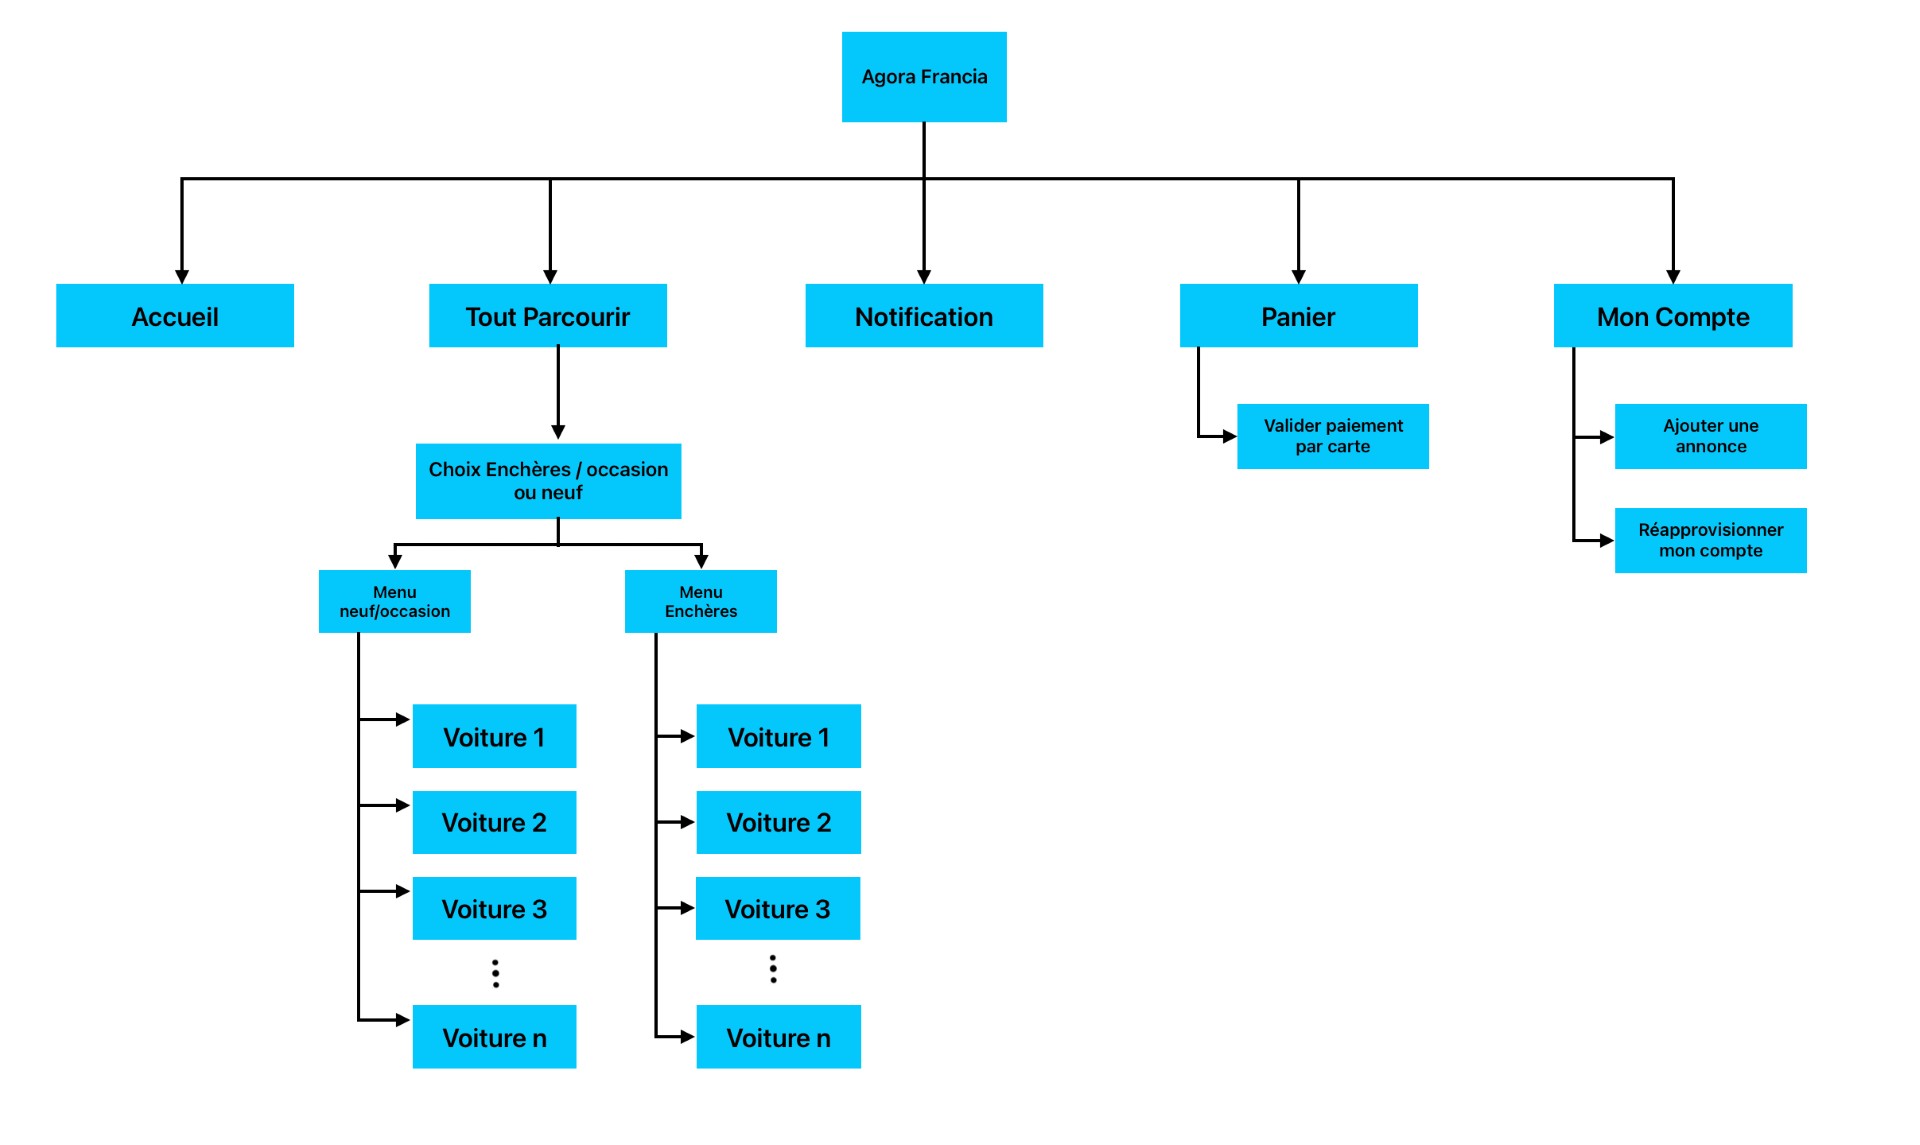 Agora Francia
Accueil
Tout Parcourir
Notification
Panier
Mon Compte
Valider paiement
par carte
Ajouter une
annonce
Réapprovisionner
mon compte
Choix Enchères / occasion
ou neuf
Menu
neuf/occasion
Menu
Enchères
Voiture 1
Voiture 2
Voiture 3
Voiture n
Voiture 1
Voiture 2
Voiture 3
Voiture n